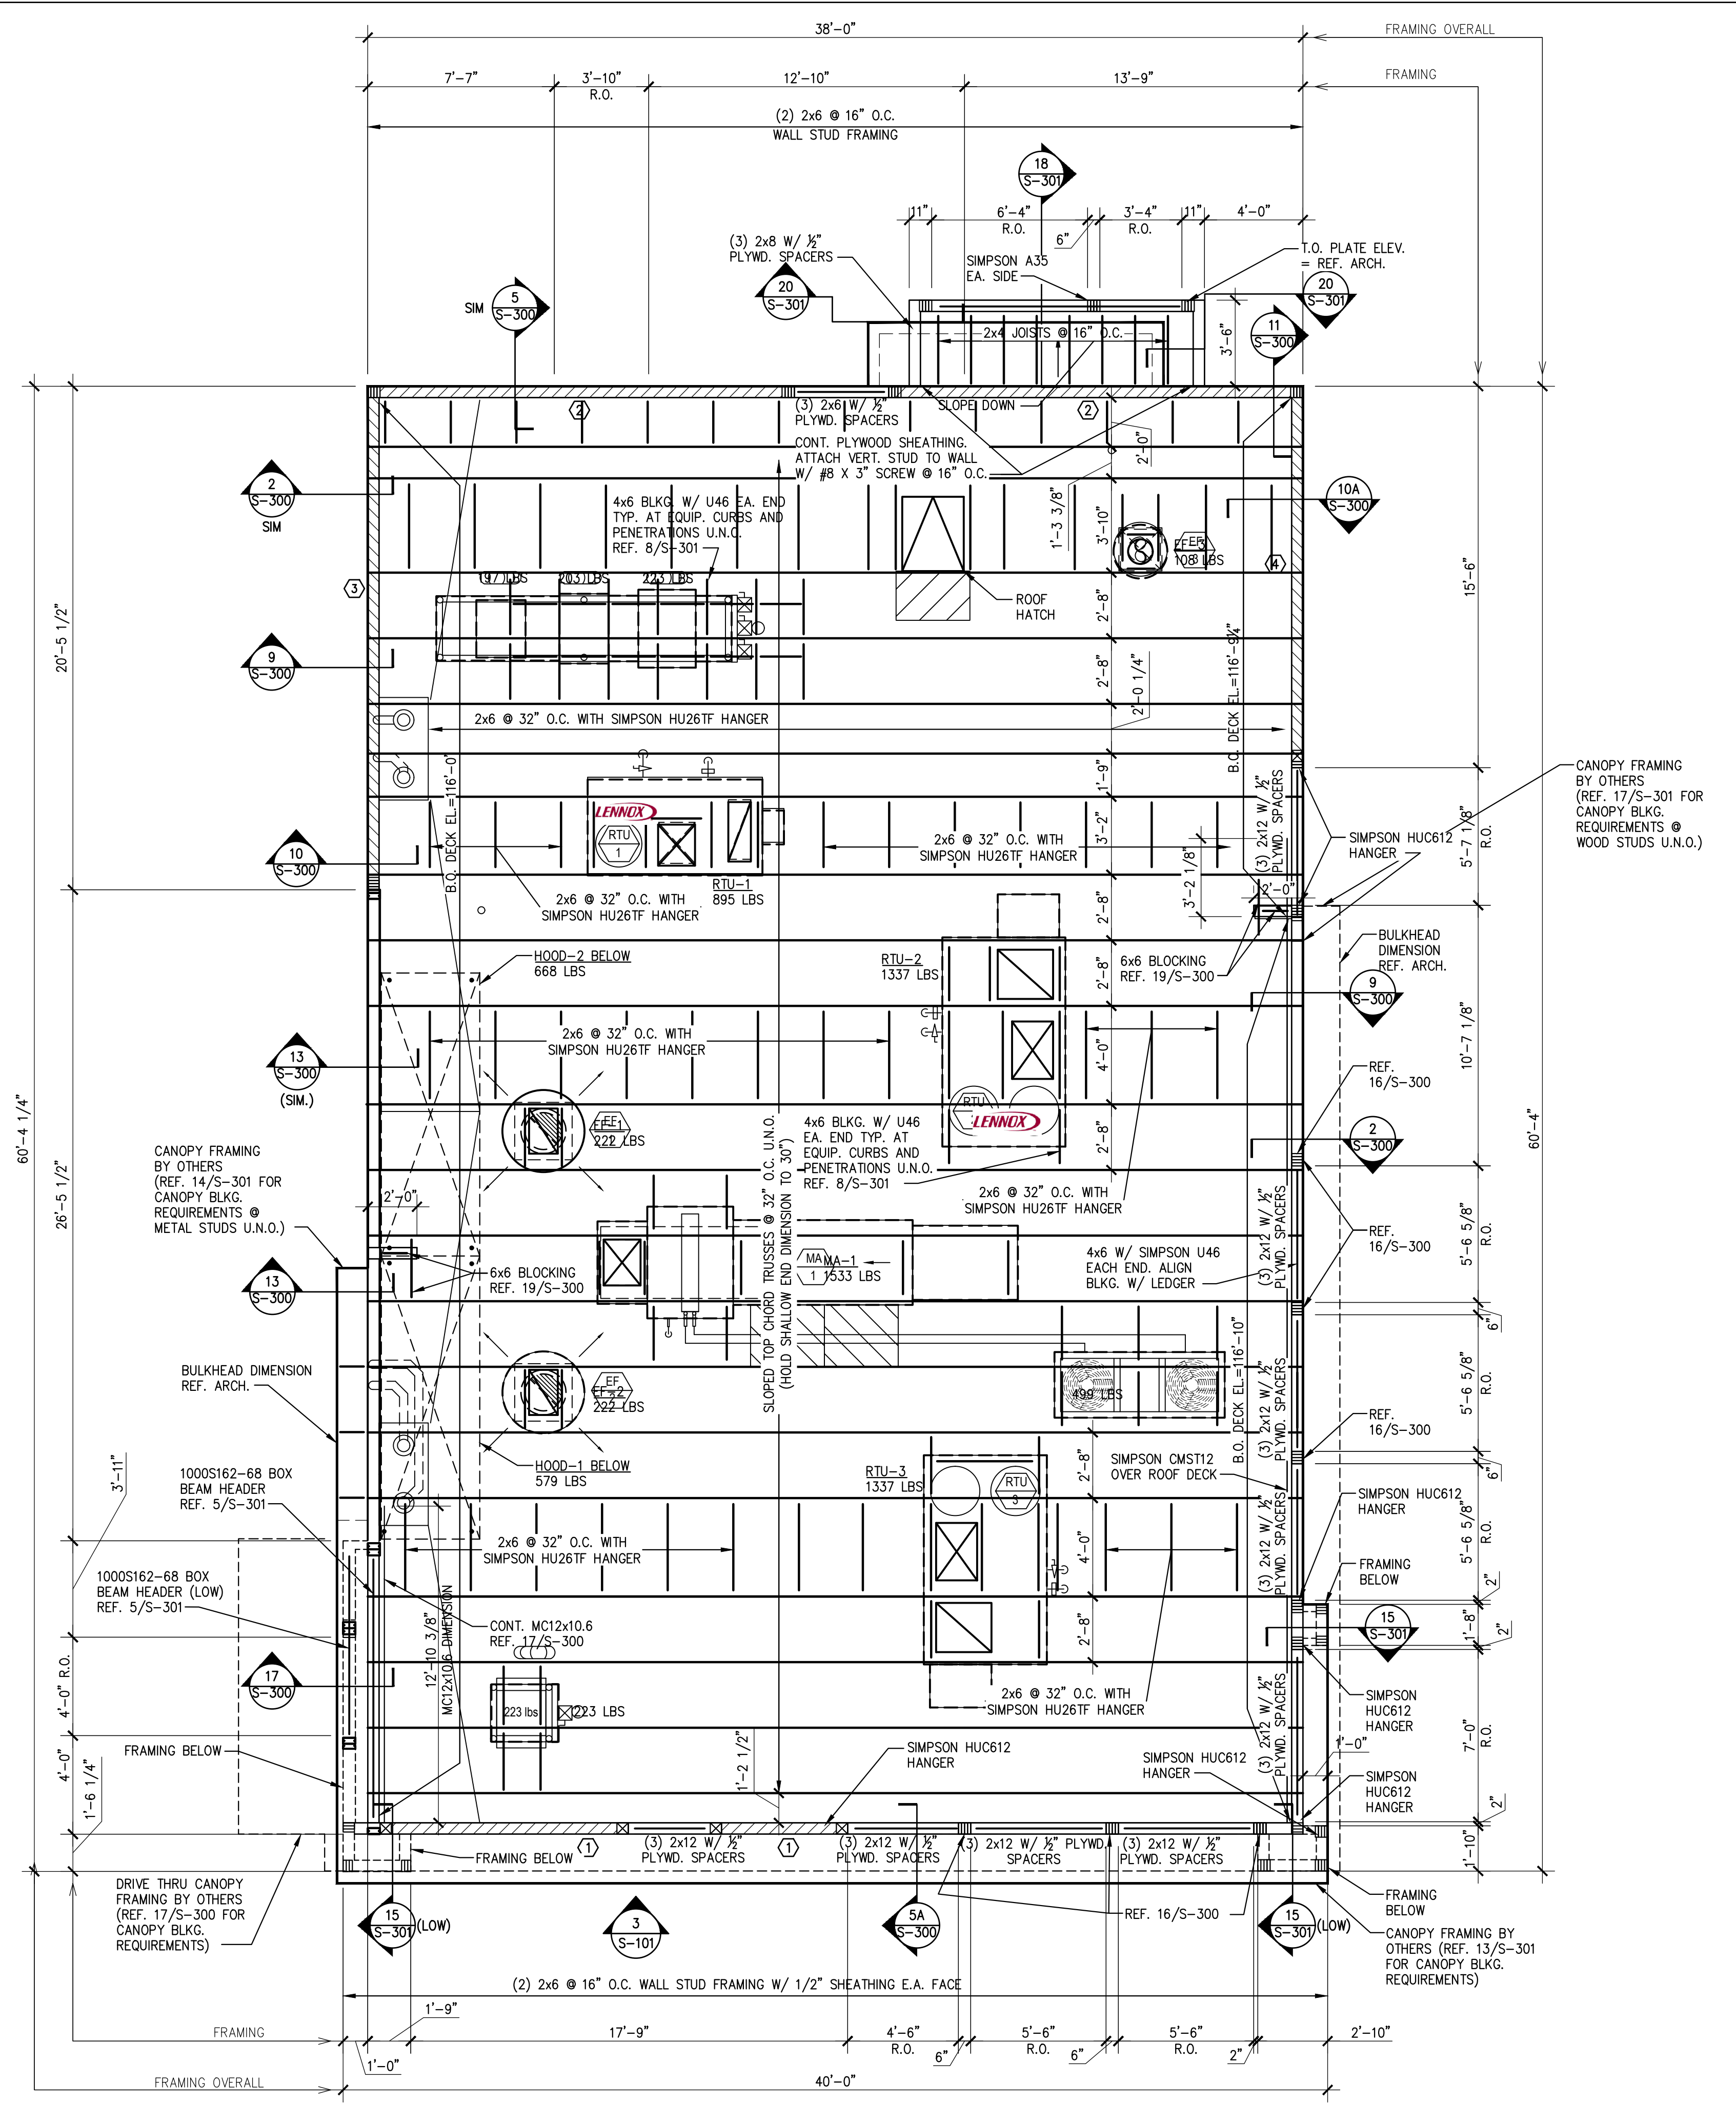 38'-0"
FRAMING OVERALL
7'-7"
3'-10"
R.O.
12'-10"
13'-9"
FRAMING
(2) 2x6 @ 16" O.C.
WALL STUD FRAMING
18
S-301
11"
6'-4"
R.O.
6"
3'-4"
R.O.
11"
4'-0"
(3) 2x8 W/ ½"
PLYWD. SPACERS
SIMPSON A35
EA. SIDE
T.O. PLATE ELEV.
= REF. ARCH.
20
S-301
20
S-301
SIM
5
S-300
11
S-300
3'-6"
2x4 JOISTS @ 16" O.C.
SLOPE DOWN
2
2
(3) 2x6 W/ ½"
PLYWD. SPACERS
CONT. PLYWOOD SHEATHING.
ATTACH VERT. STUD TO WALL
W/ #8 X 3" SCREW @ 16" O.C.
2'-0"
1'-3 3/8"
3'-10"
2
S-300
SIM
10A
S-300
4x6 BLKG. W/ U46 EA. END
TYP. AT EQUIP. CURBS AND
PENETRATIONS U.N.O.
REF. 8/S-301
108 LBS
4
3
ROOF
HATCH
2'-8"
15'-6"
20'-5 1/2"
9
S-300
2'-8"
2'-0 1/4"
B.O. DECK EL.=116'-9¼"
2x6 @ 32" O.C. WITH SIMPSON HU26TF HANGER
B.O. DECK EL.=116'-0"
1'-9"
CANOPY FRAMING
BY OTHERS
(REF. 17/S-301 FOR
CANOPY BLKG.
REQUIREMENTS @
WOOD STUDS U.N.O.)
LENNOX
RTU
1
RTU-1
895 LBS
2x6 @ 32" O.C. WITH
SIMPSON HU26TF HANGER
3'-2"
3'-2 1/8"
(3) 2x12 W/ ½"
PLYWD. SPACERS
SIMPSON HUC612
HANGER
5'-7 1/8"
R.O.
10
S-300
2x6 @ 32" O.C. WITH
SIMPSON HU26TF HANGER
2'-0"
2'-8"
HOOD-2 BELOW
668 LBS
RTU-2
1337 LBS
6x6 BLOCKING
REF. 19/S-300
2'-8"
BULKHEAD
DIMENSION
REF. ARCH.
9
S-300
10'-7 1/8"
2x6 @ 32" O.C. WITH
SIMPSON HU26TF HANGER
4'-0"
13
S-300
(SIM.)
REF.
16/S-300
RTU
LENNOX
2
S-300
60'-4 1/4"
60'-4"
26'-5 1/2"
4x6 BLKG. W/ U46
EA. END TYP. AT
EQUIP. CURBS AND
PENETRATIONS U.N.O.
REF. 8/S-301
2'-8"
CANOPY FRAMING
BY OTHERS
(REF. 14/S-301 FOR
CANOPY BLKG.
REQUIREMENTS @
METAL STUDS U.N.O.)
2'-0"
SLOPED TOP CHORD TRUSSES @ 32" O.C. U.N.O.
(HOLD SHALLOW END DIMENSION TO 30")
2x6 @ 32" O.C. WITH
SIMPSON HU26TF HANGER
(3) 2x12 W/ ½"
PLYWD. SPACERS
REF.
16/S-300
5'-6 5/8"
R.O.
13
S-300
6x6 BLOCKING
REF. 19/S-300
MA
1
MA-1
1533 LBS
4x6 W/ SIMPSON U46
EACH END. ALIGN
BLKG. W/ LEDGER
6"
BULKHEAD DIMENSION
REF. ARCH.
EF
222 LBS
499 LBS
B.O. DECK EL.=116'-10"
(3) 2x12 W/ ½"
PLYWD. SPACERS
5'-6 5/8"
R.O.
REF.
16/S-300
HOOD-1 BELOW
579 LBS
RTU-3
1337 LBS
RTU
3
2'-8"
SIMPSON CMST12
OVER ROOF DECK
6"
3'-11"
1000S162-68 BOX
BEAM HEADER
REF. 5/S-301
SIMPSON HUC612
HANGER
2x6 @ 32" O.C. WITH
SIMPSON HU26TF HANGER
4'-0"
(3) 2x12 W/ ½"
PLYWD. SPACERS
5'-6 5/8"
R.O.
1000S162-68 BOX
BEAM HEADER (LOW)
REF. 5/S-301
FRAMING
BELOW
2"
CONT. MC12x10.6
REF. 17/S-300
12'-10 3/8"
MC12x10.6 DIMENSION
2'-8"
15
S-301
1'-8"
2"
17
S-300
4'-0" R.O.
223 lbs
223 LBS
2x6 @ 32" O.C. WITH
SIMPSON HU26TF HANGER
(3) 2x12 W/ ½"
PLYWD. SPACERS
SIMPSON
HUC612
HANGER
7'-0"
R.O.
1'-0"
FRAMING BELOW
4'-0"
1'-6 1/4"
1'-2 1/2"
SIMPSON HUC612
HANGER
SIMPSON HUC612
HANGER
SIMPSON
HUC612
HANGER
2"
1'-10"
FRAMING BELOW
1
(3) 2x12 W/ ½"
PLYWD. SPACERS
1
(3) 2x12 W/ ½"
PLYWD. SPACERS
(3) 2x12 W/ ½" PLYWD.
SPACERS
(3) 2x12 W/ ½"
PLYWD. SPACERS
DRIVE THRU CANOPY
FRAMING BY OTHERS
(REF. 17/S-300 FOR
CANOPY BLKG.
REQUIREMENTS)
15
S-301
(LOW)
3
S-101
5A
S-300
REF. 16/S-300
15
S-301
(LOW)
FRAMING
BELOW
CANOPY FRAMING BY
OTHERS (REF. 13/S-301
FOR CANOPY BLKG.
REQUIREMENTS)
(2) 2x6 @ 16" O.C. WALL STUD FRAMING W/ 1/2" SHEATHING E.A. FACE
FRAMING
1'-0"
1'-9"
17'-9"
4'-6"
R.O.
6"
5'-6"
R.O.
6"
5'-6"
R.O.
2"
2'-10"
FRAMING OVERALL
40'-0"